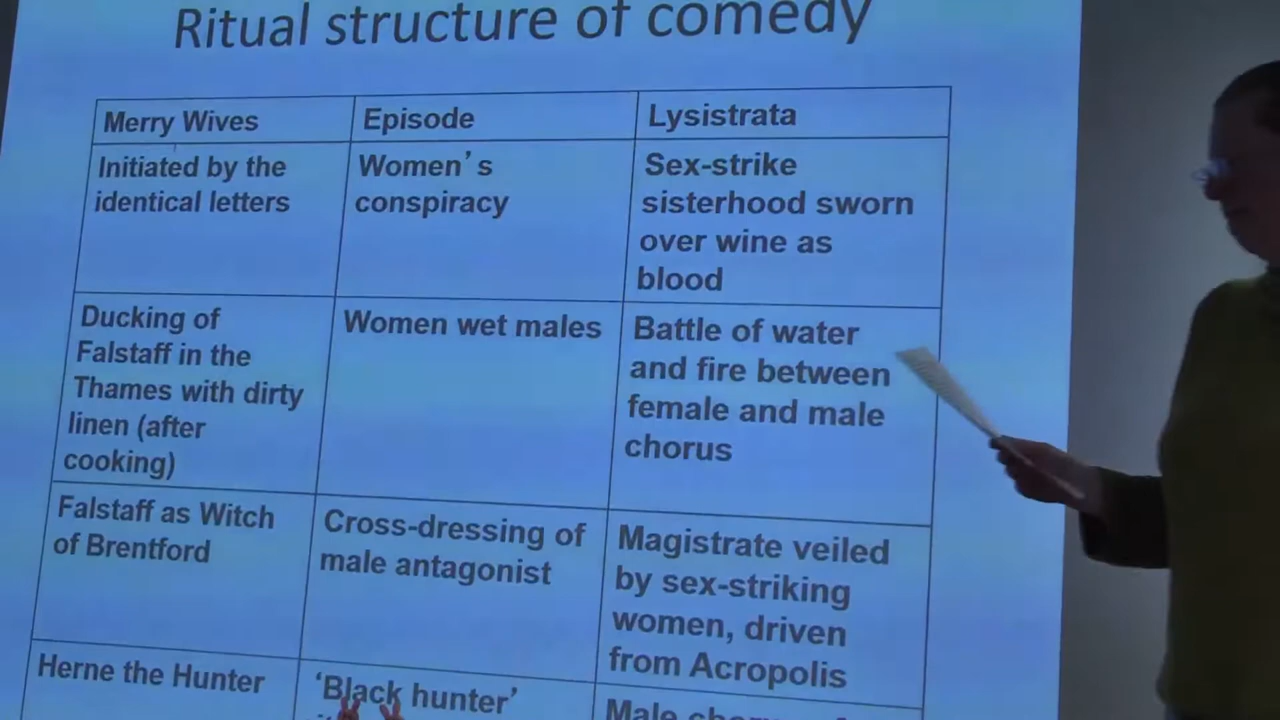 Ritual structure of comedy
Merry Wives
Episode
Lysistrata
Initiated by the
identical letters
Women's
conspiracy
Sex-strike
sisterhood sworn
over wine as
blood
Ducking of
Falstaff in the
Thames with dirty
linen (after
cooking)
Women wet males
Battle of water
and fire between
female and male
chorus
Falstaff as Witch
of Brentford
Cross-dressing of
male antagonist
Magistrate veiled
by sex-striking
women, driven
from Acropolis
Herne the Hunter
‘Black hunter’
Male